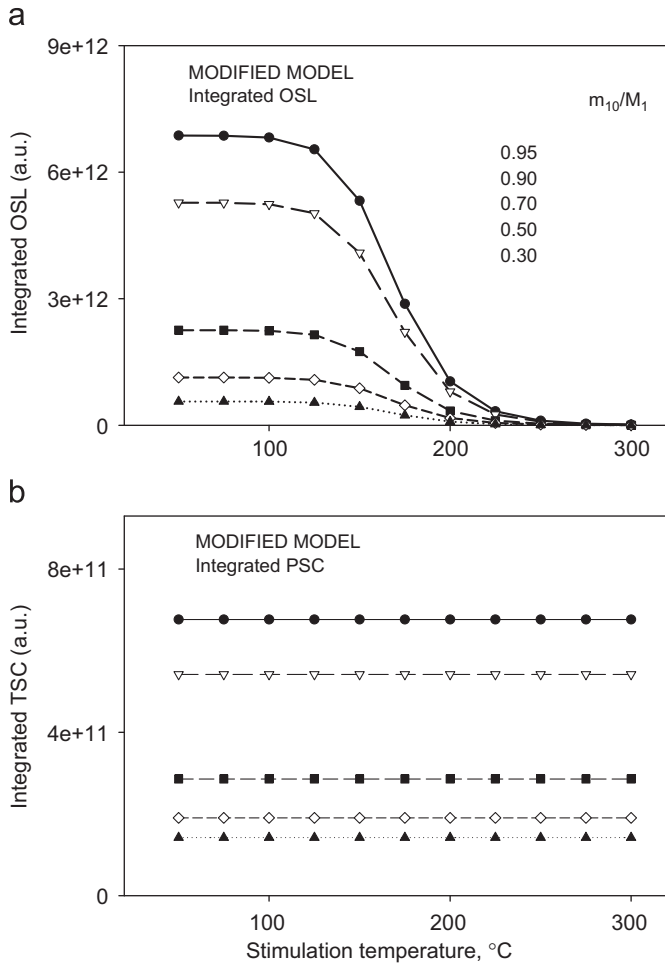 a
9e+12
MODIFIED MODEL
Integrated OSL
m10/M1
0.95
0.90
0.70
0.50
0.30
6e+12
3e+12
0
Integrated OSL (a.u.)
100
200
300
b
MODIFIED MODEL
Integrated PSC
8e+11
4e+11
0
Integrated TSC (a.u.)
100
200
300
Stimulation temperature, °C